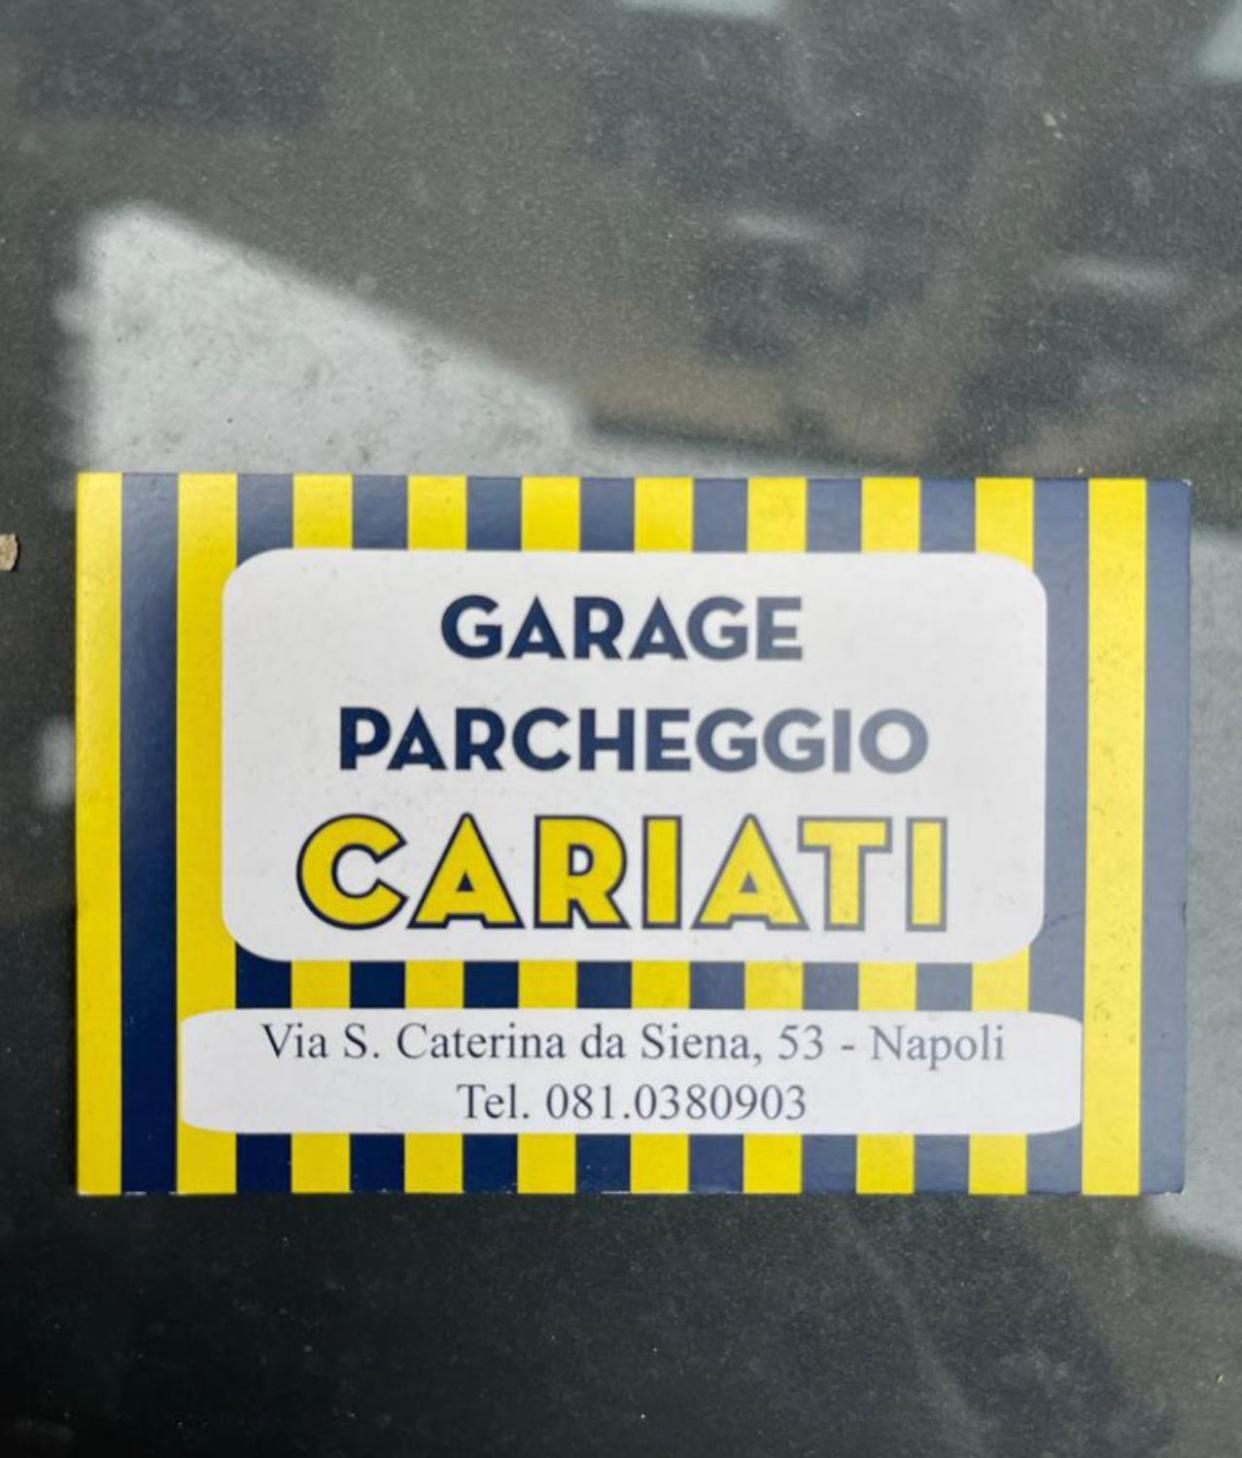 GARAGE
PARCHEGGIO
CARIATI
Via S. Caterina da Siena, 53 - Napoli
Tel. 081.0380903